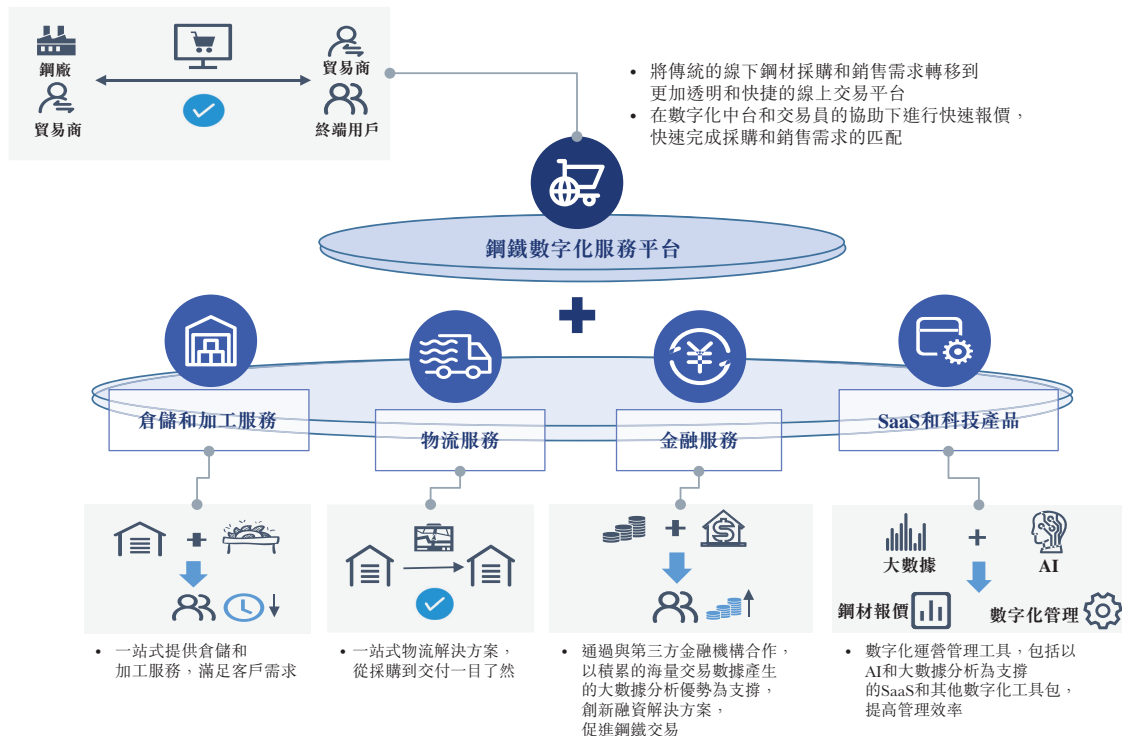 鋼廠
貿易商
貿易商
終端用戶
• 將傳統的線下鋼材採購和銷售需求轉移到
更加透明和快捷的線上交易平台
• 在數字化中台和交易員的協助下進行快速報價，
快速完成採購和銷售需求的匹配
鋼鐵數字化服務平台
倉儲和加工服務
物流服務
金融服務
SaaS和科技產品
大數據
AI
鋼材報價
數字化管理
• 一站式提供倉儲和
加工服務，滿足客戶需求
• 一站式物流解決方案，
從採購到交付一目了然
• 通過與第三方金融機構合作，
以積累的海量交易數據產生
的大數據分析優勢為支撐，
創新融資解決方案，
促進鋼鐵交易
• 數字化運營管理工具，包括以
AI和大數據分析為支撐
的SaaS和其他數字化工具包，
提高管理效率